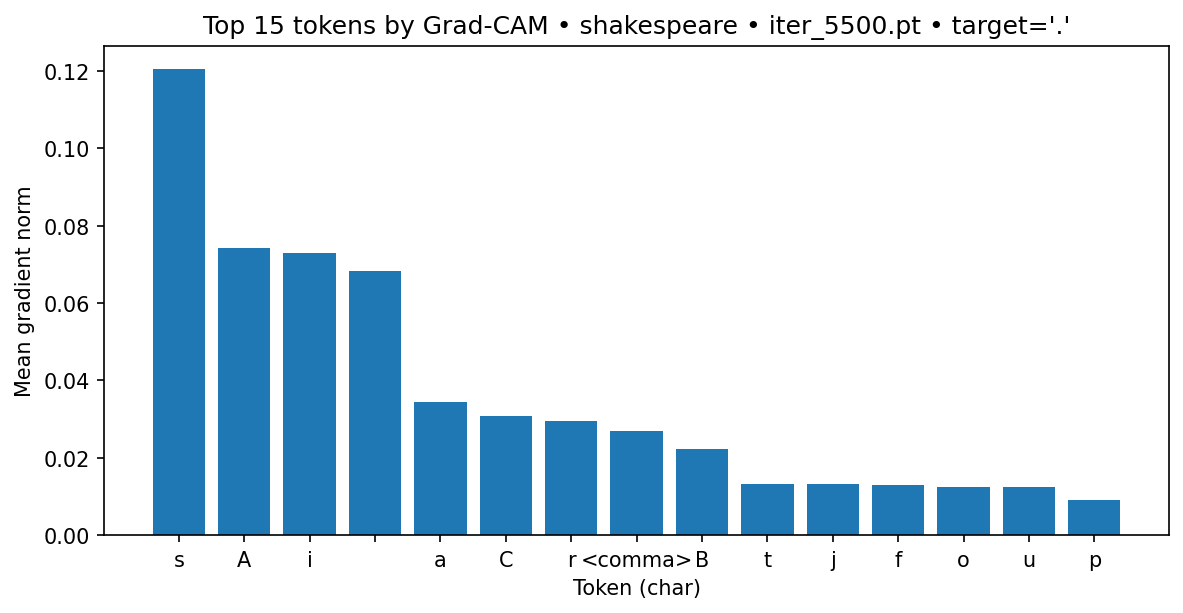 Top 15 tokens by Grad-CAM • shakespeare • iter_5500.pt • target='.'
Mean gradient norm
0.12
0.10
0.08
0.06
0.04
0.02
0.00
s A i a C r <comma> B t j f o u p
Token (char)